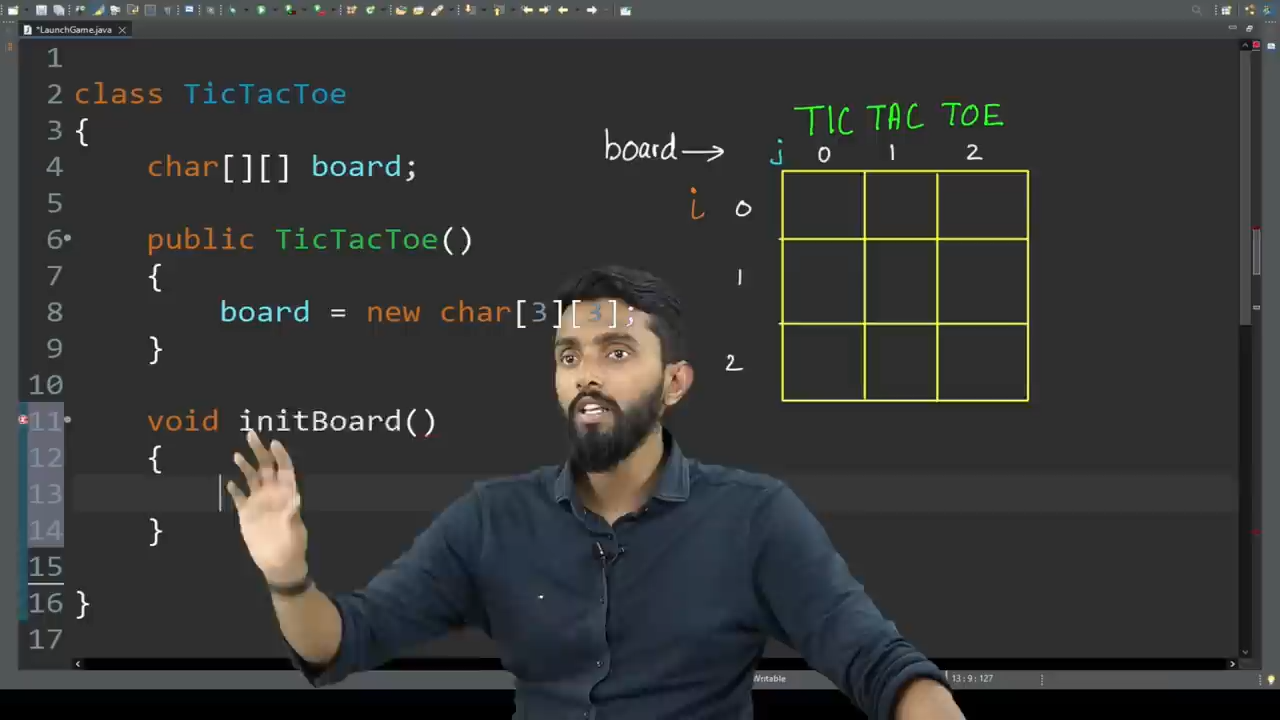 *LaunchGame.java
1
2 class TicTacToe
3 {
4 char[][] board;
5
6 public TicTacToe()
7 {
8 board = new char[3][3];
9 }
10
11 void initBoard()
12 {
13
14 }
15
16 }
17
TIC TAC TOE
board→ j 0 1 2
i 0
1
2
Writable 13 : 9 : 127